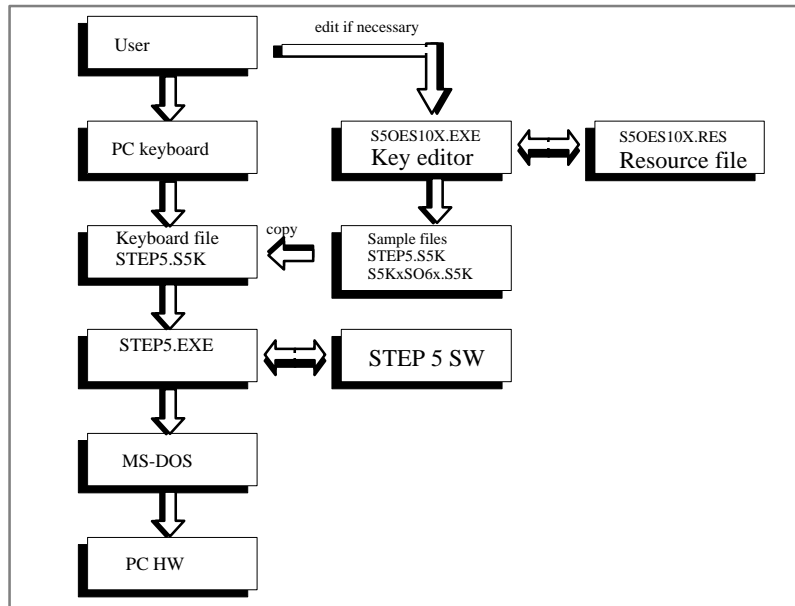 edit if necessary
User
PC keyboard
S5OES10X.EXE
Key editor
S5OES10X.RES
Resource file
Keyboard file
STEP5.S5K
copy
Sample files
STEP5.S5K
S5KxSO6x.S5K
STEP5.EXE
STEP 5 SW
MS-DOS
PC HW